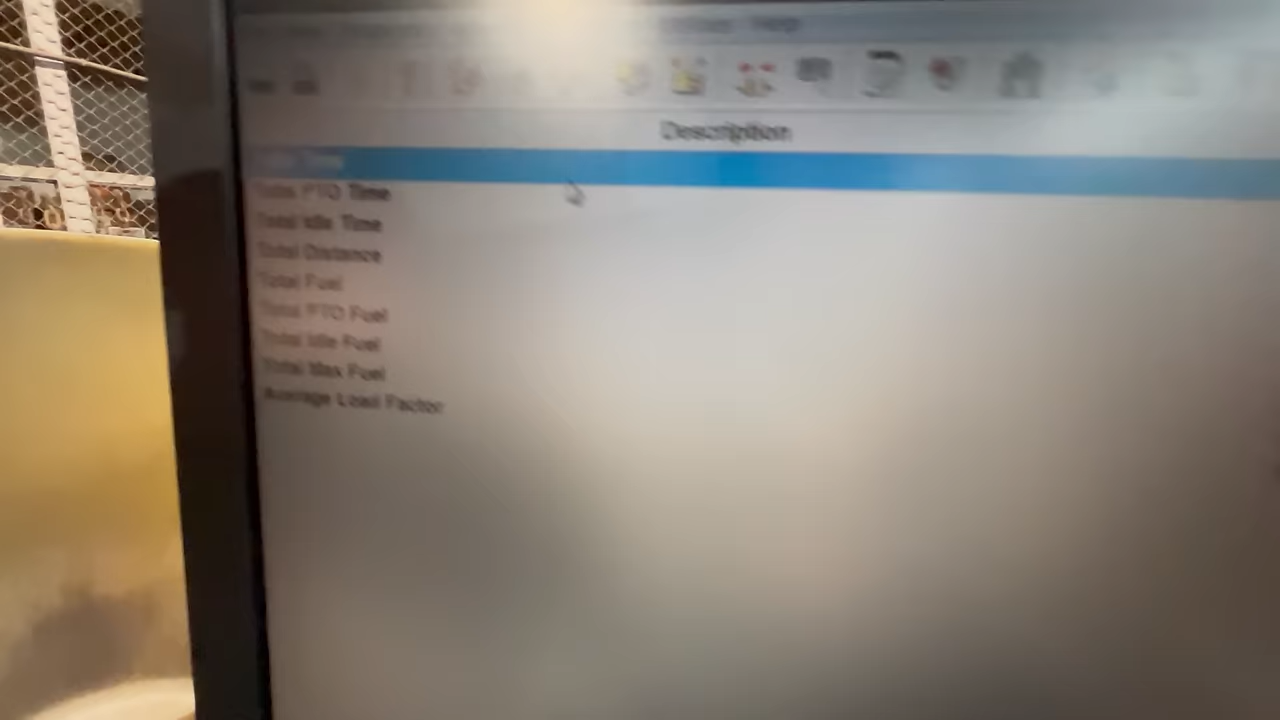 Help
Description
Total PTO Time
Total Idle Time
Total Distance
Total Fuel
Total PTO Fuel
Total Idle Fuel
Total Max Fuel
Average Load Factor